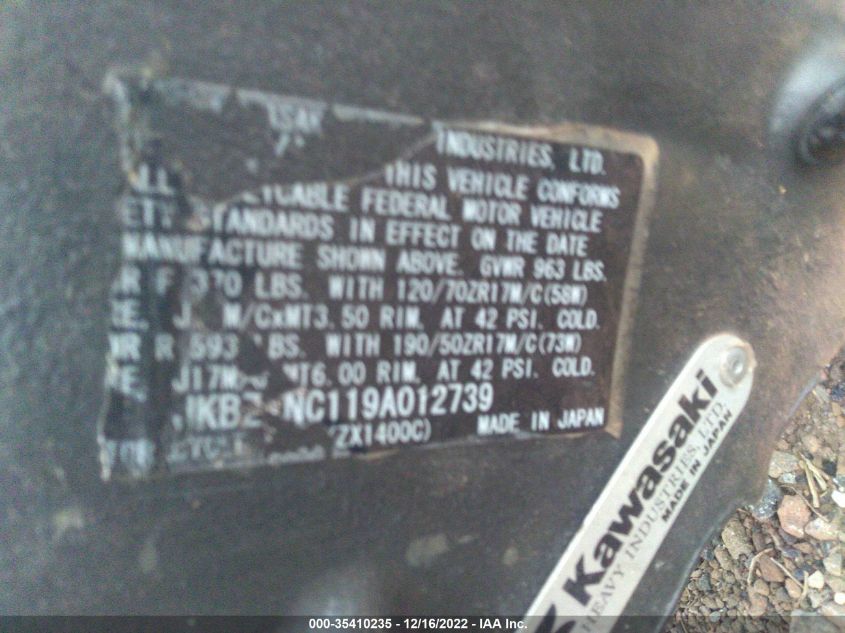 INDUSTRIES, LTD.
THIS VEHICLE CONFORMS
FEDERAL MOTOR VEHICLE
STANDARDS IN EFFECT ON THE DATE
MANUFACTURE SHOWN ABOVE. GVWR 963 LBS.
370 LBS. WITH 120/70ZR17M/C(58W)
M/CxMT3.50 RIM, AT 42 PSI. COLD.
593 LBS. WITH 190/50ZR17M/C(73W)
MT6.00 RIM, AT 42 PSI. COLD.
JKBZ NC119A012739
ZX1400C) MADE IN JAPAN
Kawasaki
HEAVY INDUSTRIES, LTD.
MADE IN JAPAN
000-35410235 - 12/16/2022 - IAA Inc.